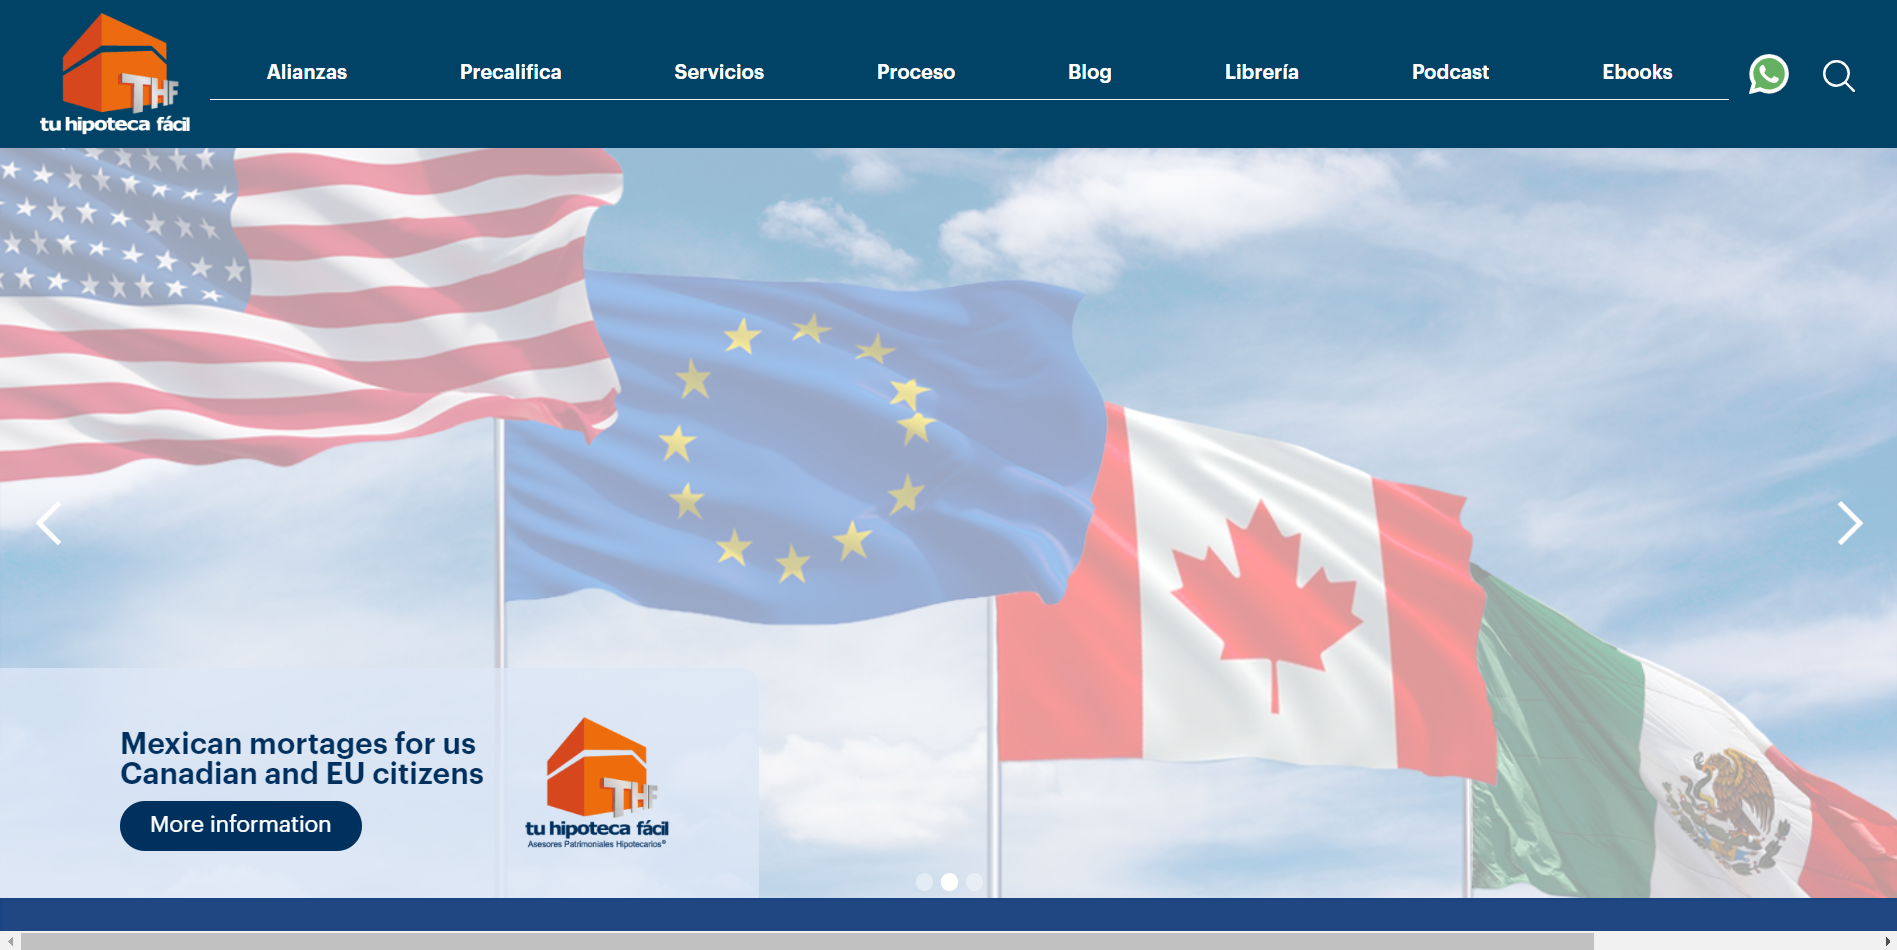 Alianzas
Precalifica
Servicios
Proceso
Blog
Librería
Podcast
Ebooks
THF
tu hipoteca fácil
Mexican mortages for us
Canadian and EU citizens
More information
THF
tu hipoteca fácil
Asesores Patrimoniales Hipotecarios®